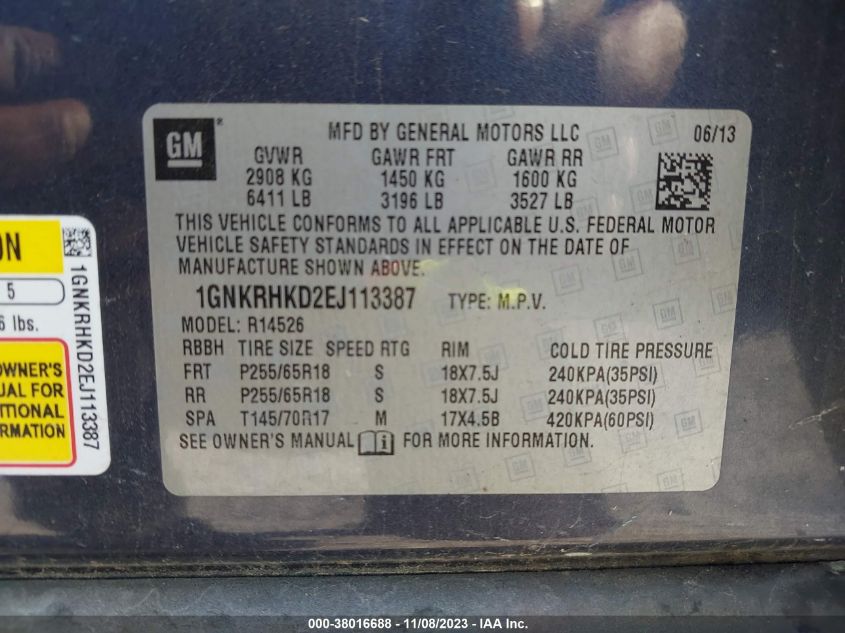 GM
MFD BY GENERAL MOTORS LLC 06/13
GVWR GAWR FRT GAWR RR
2908 KG 1450 KG 1600 KG
6411 LB 3196 LB 3527 LB
THIS VEHICLE CONFORMS TO ALL APPLICABLE U.S. FEDERAL MOTOR
VEHICLE SAFETY STANDARDS IN EFFECT ON THE DATE OF
MANUFACTURE SHOWN ABOVE.
1GNKRHKD2EJ113387 TYPE: M.P.V.
MODEL: R14526
RBBH TIRE SIZE SPEED RTG RIM COLD TIRE PRESSURE
FRT P255/65R18 S 18X7.5J 240KPA(35PSI)
RR P255/65R18 S 18X7.5J 240KPA(35PSI)
SPA T145/70R17 M 17X4.5B 420KPA(60PSI)
SEE OWNER'S MANUAL FOR MORE INFORMATION.
ON
5
6 lbs.
OWNER'S
UAL FOR
ITIONAL
RMATION
1GNKRHKD2EJ113387
000-38016688 - 11/08/2023 - IAA Inc.